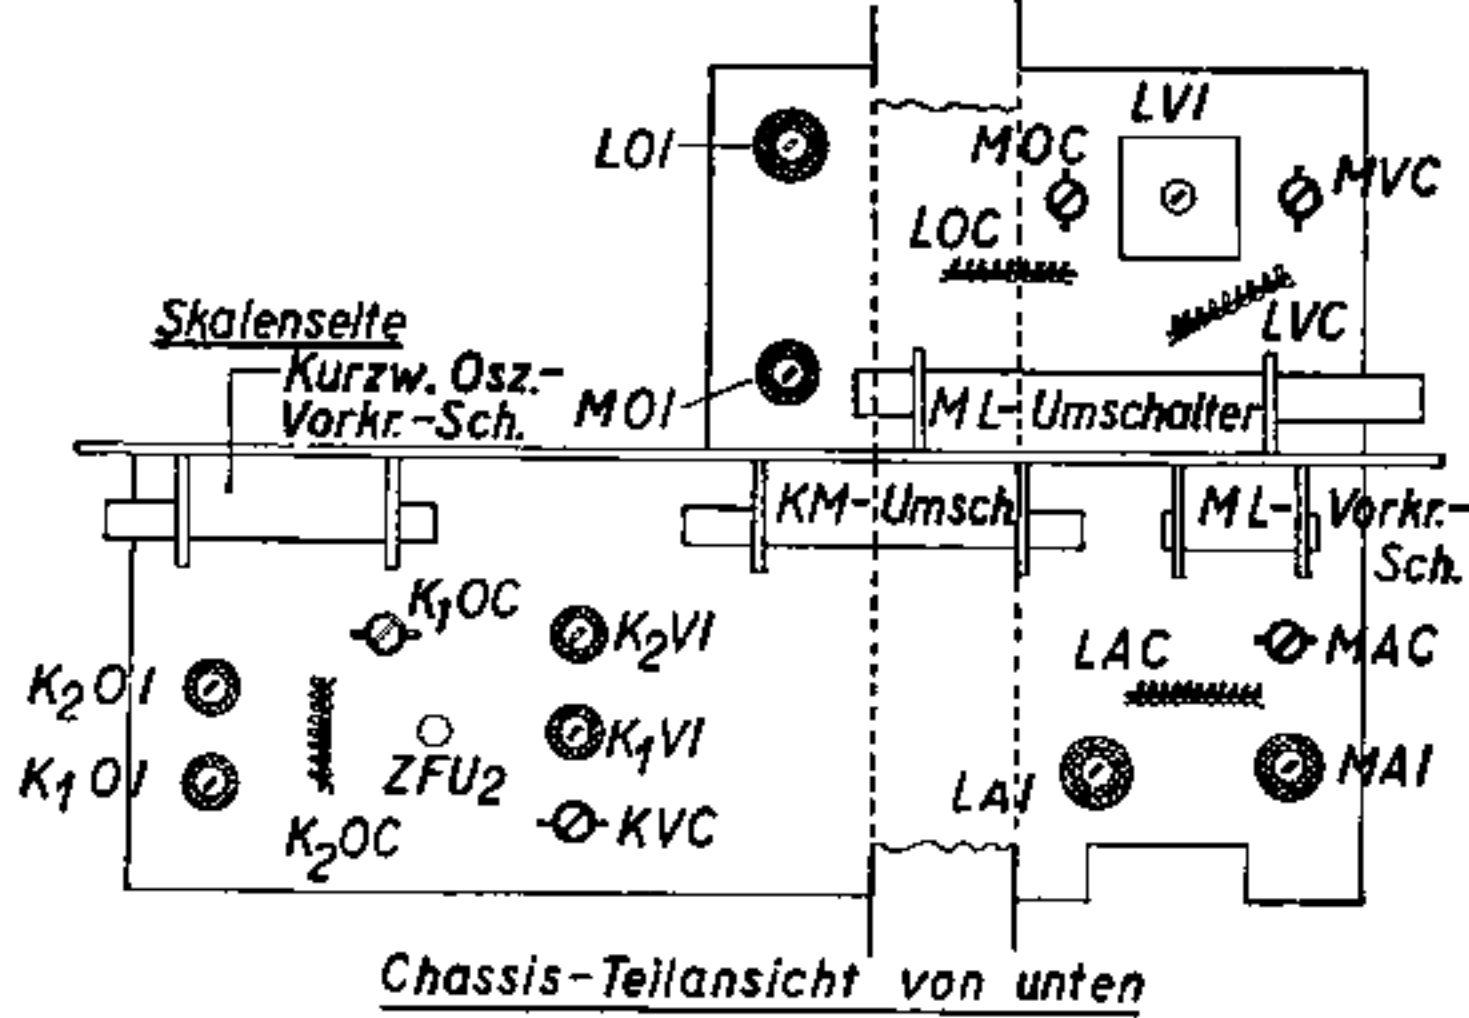 LVI
LOI
MOC
MVC
LOC
LVC
Skalenseite
Kurzw. Osz.-
Vorkr.-Sch.
MOI
ML-Umschalter
KM-Umsch
ML-Vorkr.-
Sch.
K₁OC
K₂VI
LAC
MAC
K₂OI
K₁VI
K₁OI
ZFU₂
LAI
MAI
K₂OC
KVC
Chassis-Teilansicht von unten